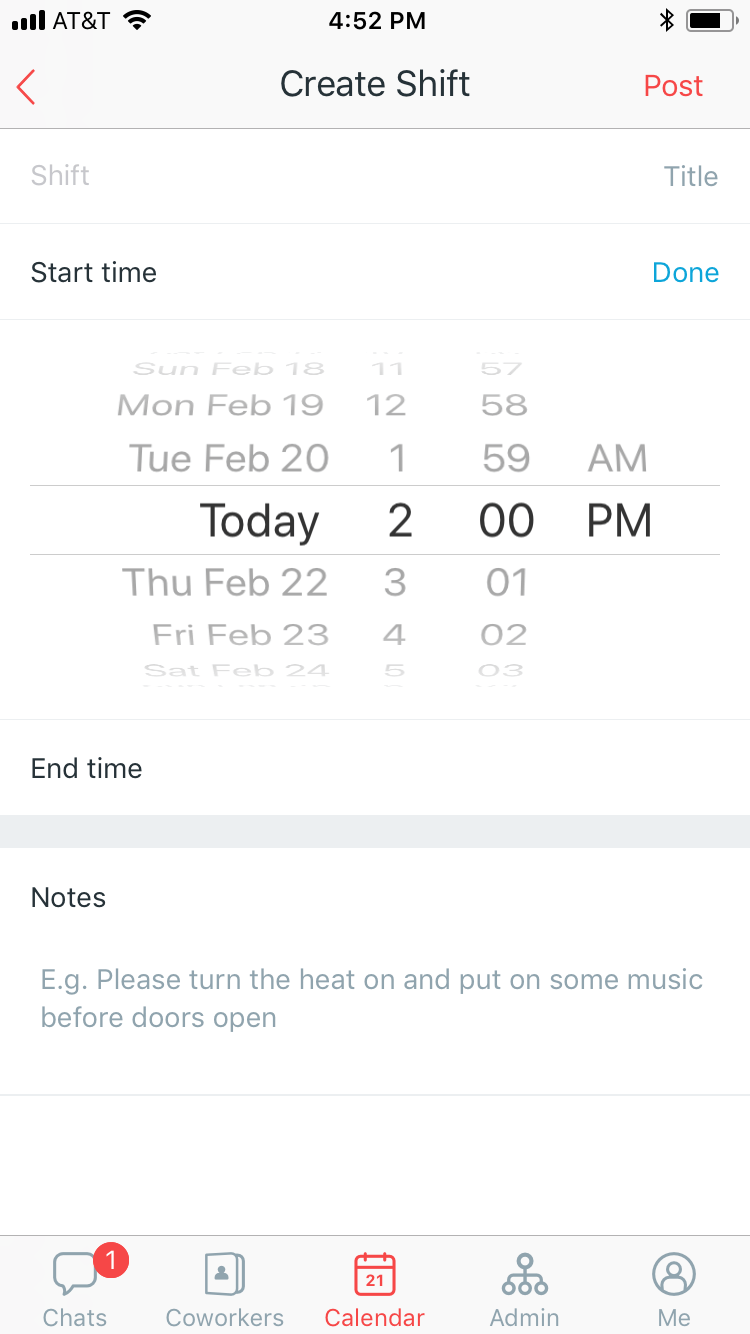 AT&T 4:52 PM
Create Shift Post
Shift Title
Start time Done
Sun Feb 18 11 57
Mon Feb 19 12 58
Tue Feb 20 1 59 AM
Today 2 00 PM
Thu Feb 22 3 01
Fri Feb 23 4 02
Sat Feb 24 5 03
End time
Notes
E.g. Please turn the heat on and put on some music
before doors open
1
21
Chats Coworkers Calendar Admin Me